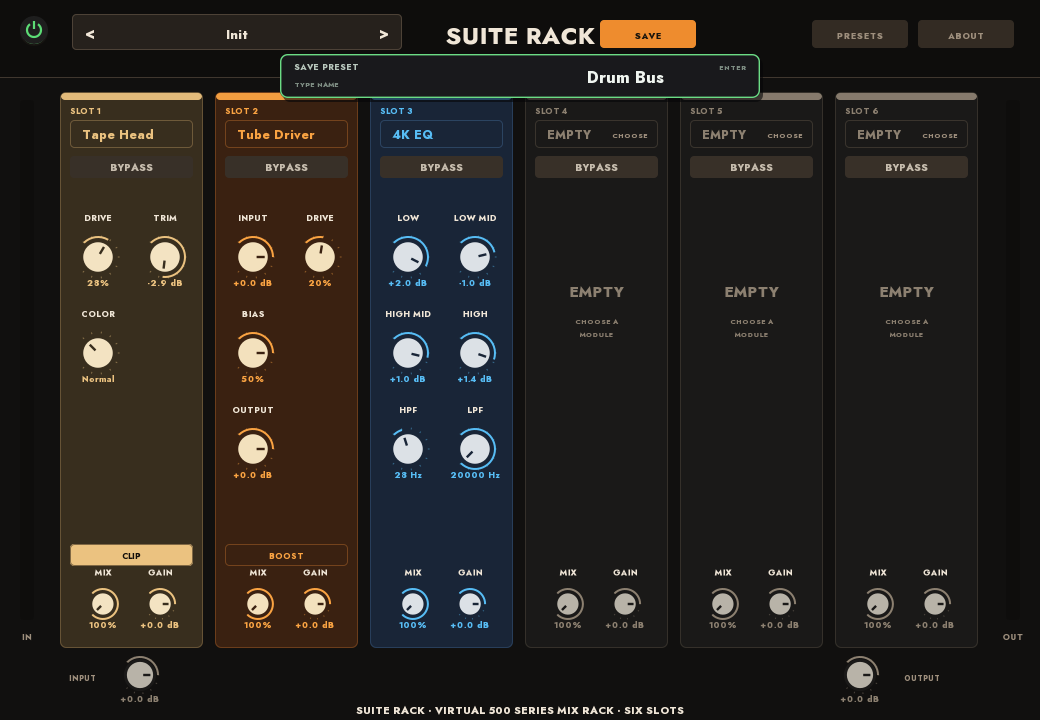 < Init >
SUITE RACK
SAVE
PRESETS
ABOUT
SAVE PRESET
TYPE NAME
Drum Bus
ENTER
SLOT 1
Tape Head
BYPASS
DRIVE TRIM
28% -2.9 dB
COLOR
Normal
CLIP
MIX GAIN
100% +0.0 dB
SLOT 2
Tube Driver
BYPASS
INPUT DRIVE
+0.0 dB 20%
BIAS
50%
OUTPUT
+0.0 dB
BOOST
MIX GAIN
100% +0.0 dB
SLOT 3
4K EQ
BYPASS
LOW LOW MID
+2.0 dB -1.0 dB
HIGH MID HIGH
+1.0 dB +1.4 dB
HPF LPF
28 Hz 20000 Hz
MIX GAIN
100% +0.0 dB
SLOT 4
EMPTY CHOOSE
BYPASS
EMPTY
CHOOSE A
MODULE
MIX GAIN
100% +0.0 dB
SLOT 5
EMPTY CHOOSE
BYPASS
EMPTY
CHOOSE A
MODULE
MIX GAIN
100% +0.0 dB
SLOT 6
EMPTY CHOOSE
BYPASS
EMPTY
CHOOSE A
MODULE
MIX GAIN
100% +0.0 dB
IN
OUT
INPUT
+0.0 dB
+0.0 dB
OUTPUT
SUITE RACK · VIRTUAL 500 SERIES MIX RACK · SIX SLOTS